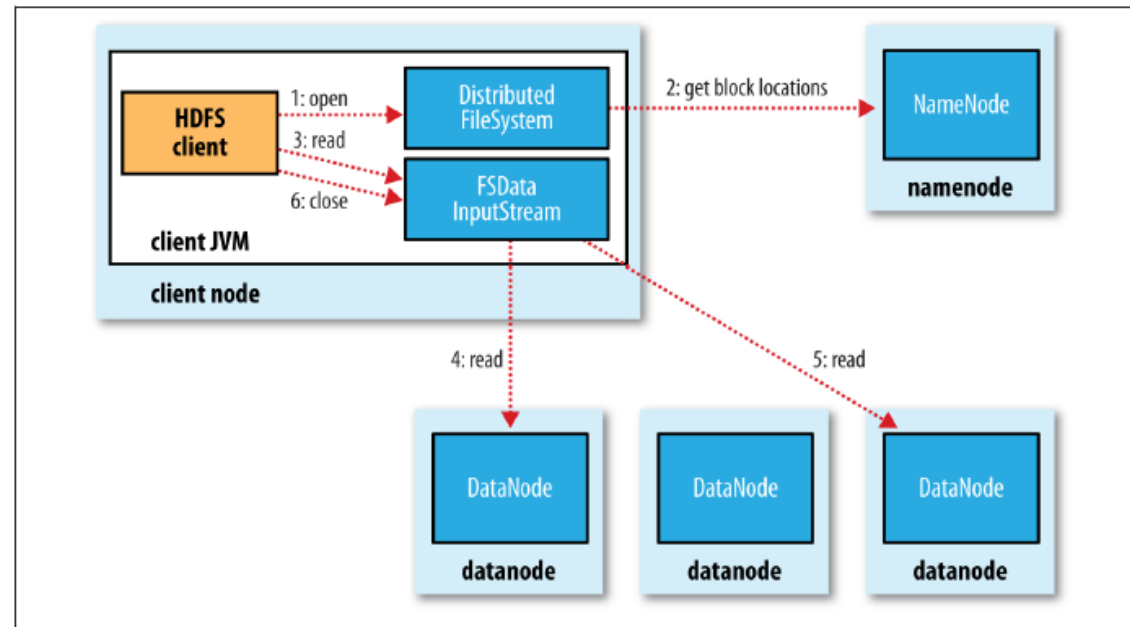 1: open
HDFS
client
3: read
6: close
Distributed
FileSystem
FSData
InputStream
client JVM
client node
2: get block locations
NameNode
namenode
4: read
5: read
DataNode
datanode
DataNode
datanode
DataNode
datanode